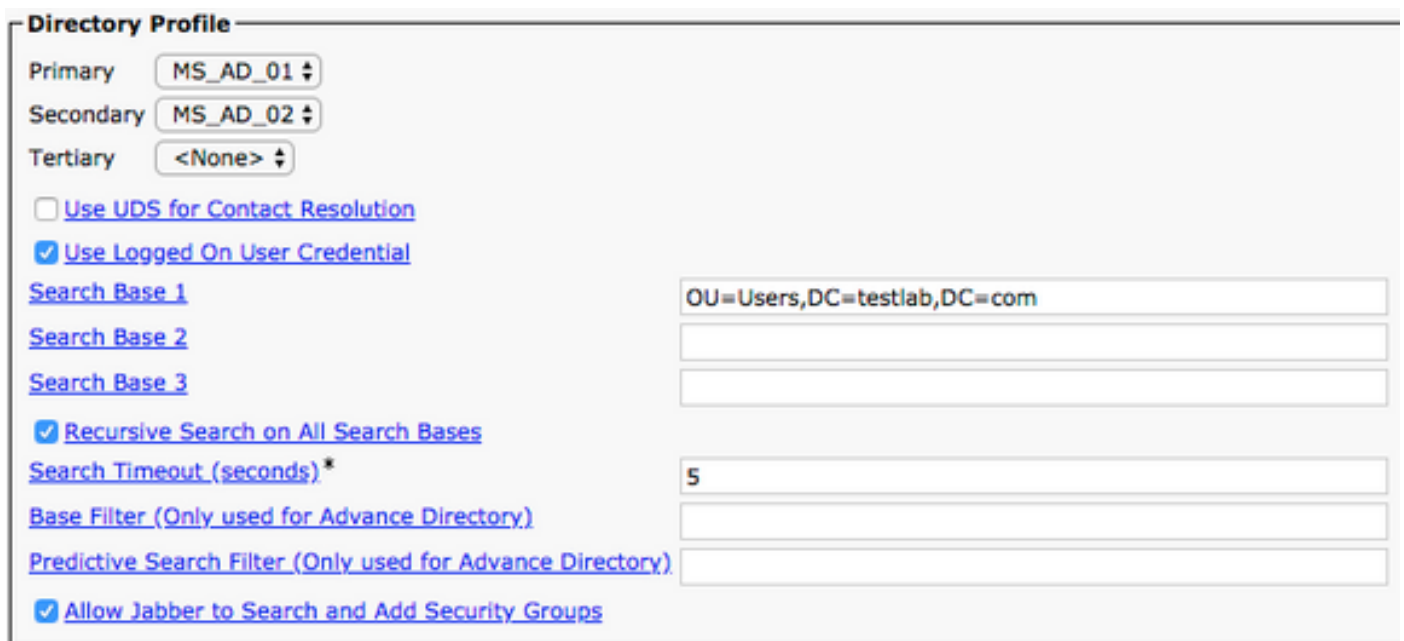 Directory Profile
Primary MS_AD_01
Secondary MS_AD_02
Tertiary <None>
Use UDS for Contact Resolution
Use Logged On User Credential
Search Base 1 OU=Users,DC=testlab,DC=com
Search Base 2
Search Base 3
Recursive Search on All Search Bases
Search Timeout (seconds)* 5
Base Filter (Only used for Advance Directory)
Predictive Search Filter (Only used for Advance Directory)
Allow Jabber to Search and Add Security Groups